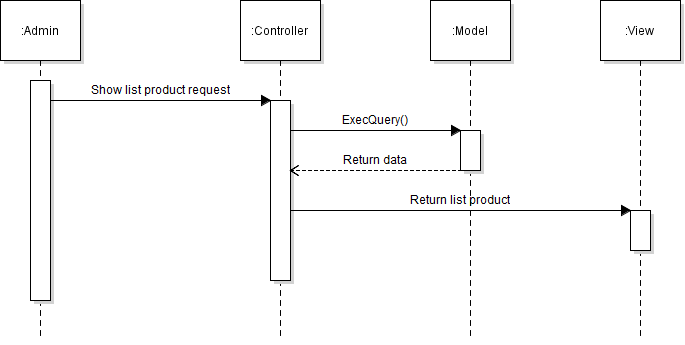 :Admin
:Controller
:Model
:View
Show list product request
ExecQuery()
Return data
Return list product